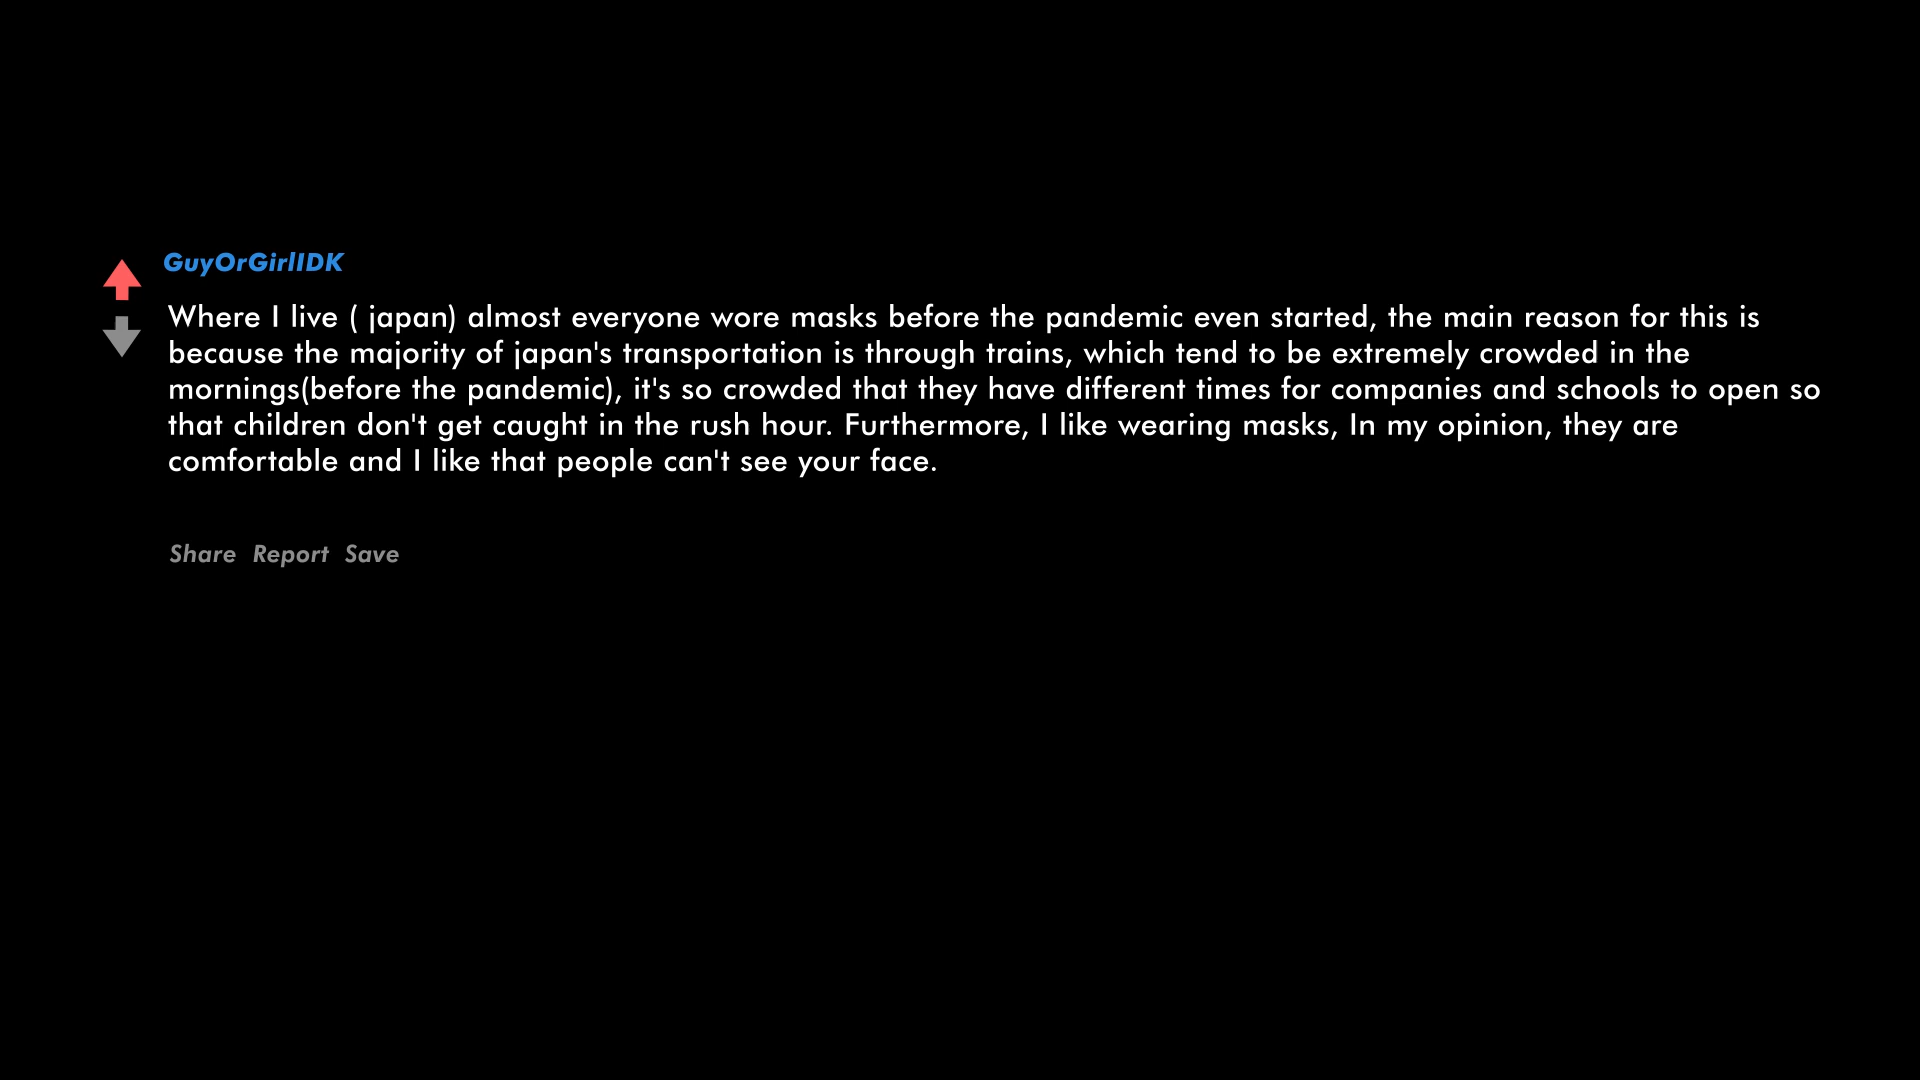 GuyOrGirlIDK
Where I live ( japan) almost everyone wore masks before the pandemic even started, the main reason for this is
because the majority of japan's transportation is through trains, which tend to be extremely crowded in the
mornings(before the pandemic), it's so crowded that they have different times for companies and schools to open so
that children don't get caught in the rush hour. Furthermore, I like wearing masks, In my opinion, they are
comfortable and I like that people can't see your face.
Share Report Save